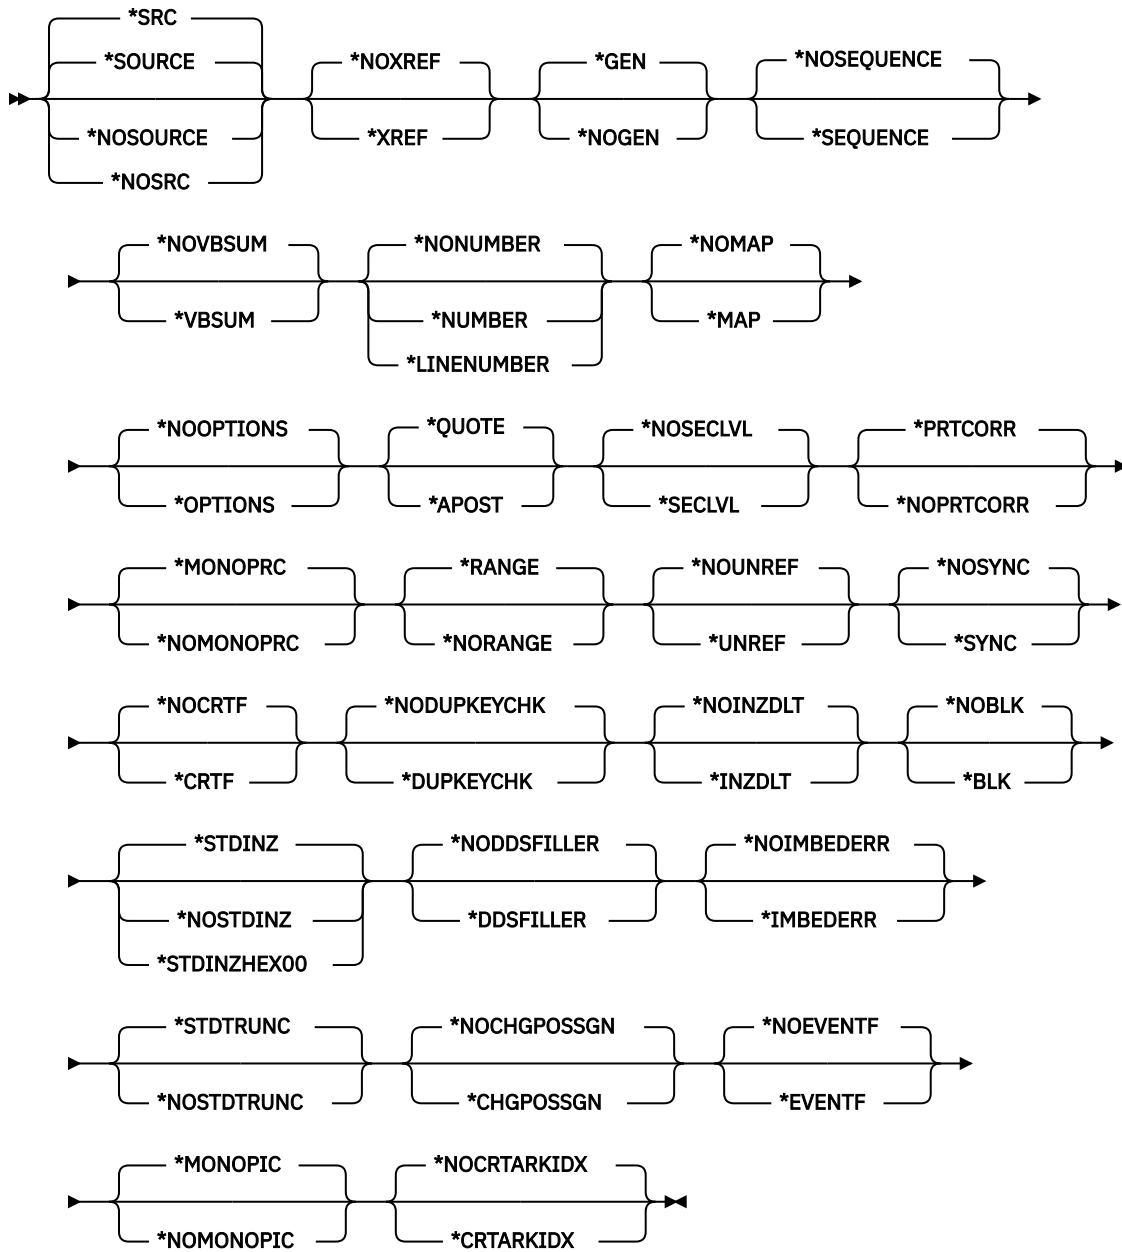 *SRC
*SOURCE *NOXREF *GEN *NOSEQUENCE
*NOSOURCE *XREF *NOGEN *SEQUENCE
*NOSRC
*NOVBSUM *NONUMBER *NOMAP
*VBSUM *NUMBER *MAP
*LINENUMBER
*NOOPTIONS *QUOTE *NOSECLVL *PRTCORR
*OPTIONS *APOST *SECLVL *NOPRTCORR
*MONOPRC *RANGE *NOUNREF *NOSYNC
*NOMONOPRC *NORANGE *UNREF *SYNC
*NOCRTF *NODUPKEYCHK *NOINZDLT *NOBLK
*CRTF *DUPKEYCHK *INZDLT *BLK
*STDINZ *NODDSFILLER *NOIMBEDERR
*NOSTDINZ *DDSFILLER *IMBEDERR
*STDINZHEX00
*STDTRUNC *NOCHGPOSSGN *NOEVENTF
*NOSTDTRUNC *CHGPOSSGN *EVENTF
*MONOPIC *NOCRTARKIDX
*NOMONOPIC *CRTARKIDX